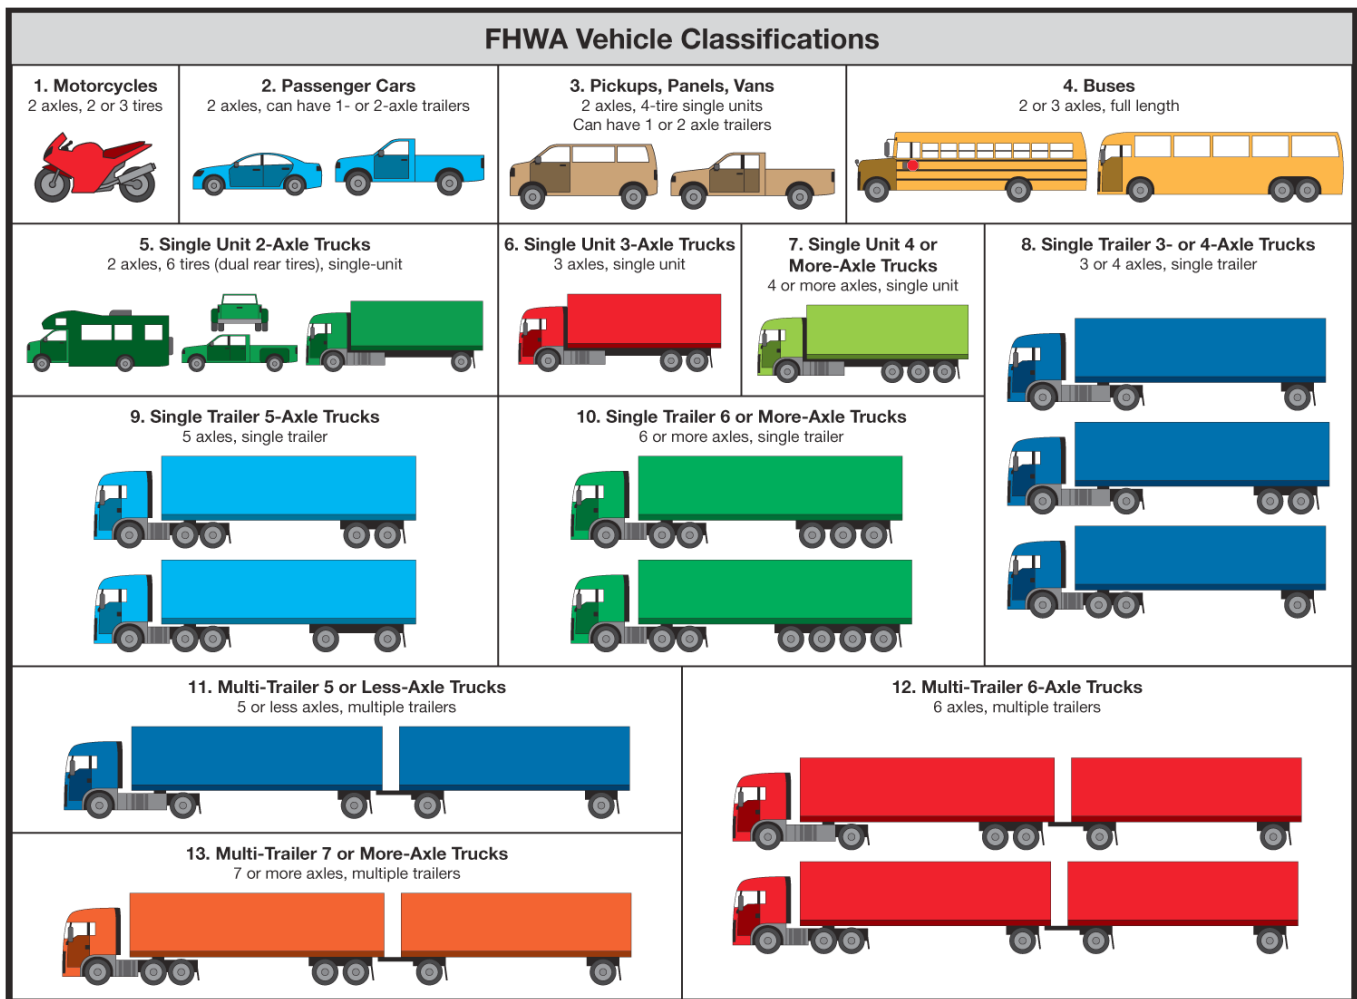 FHWA Vehicle Classifications
1. Motorcycles
2 axles, 2 or 3 tires
2. Passenger Cars
2 axles, can have 1- or 2-axle trailers
3. Pickups, Panels, Vans
2 axles, 4-tire single units
Can have 1 or 2 axle trailers
4. Buses
2 or 3 axles, full length
5. Single Unit 2-Axle Trucks
2 axles, 6 tires (dual rear tires), single-unit
6. Single Unit 3-Axle Trucks
3 axles, single unit
7. Single Unit 4 or
More-Axle Trucks
4 or more axles, single unit
8. Single Trailer 3- or 4-Axle Trucks
3 or 4 axles, single trailer
9. Single Trailer 5-Axle Trucks
5 axles, single trailer
10. Single Trailer 6 or More-Axle Trucks
6 or more axles, single trailer
11. Multi-Trailer 5 or Less-Axle Trucks
5 or less axles, multiple trailers
12. Multi-Trailer 6-Axle Trucks
6 axles, multiple trailers
13. Multi-Trailer 7 or More-Axle Trucks
7 or more axles, multiple trailers